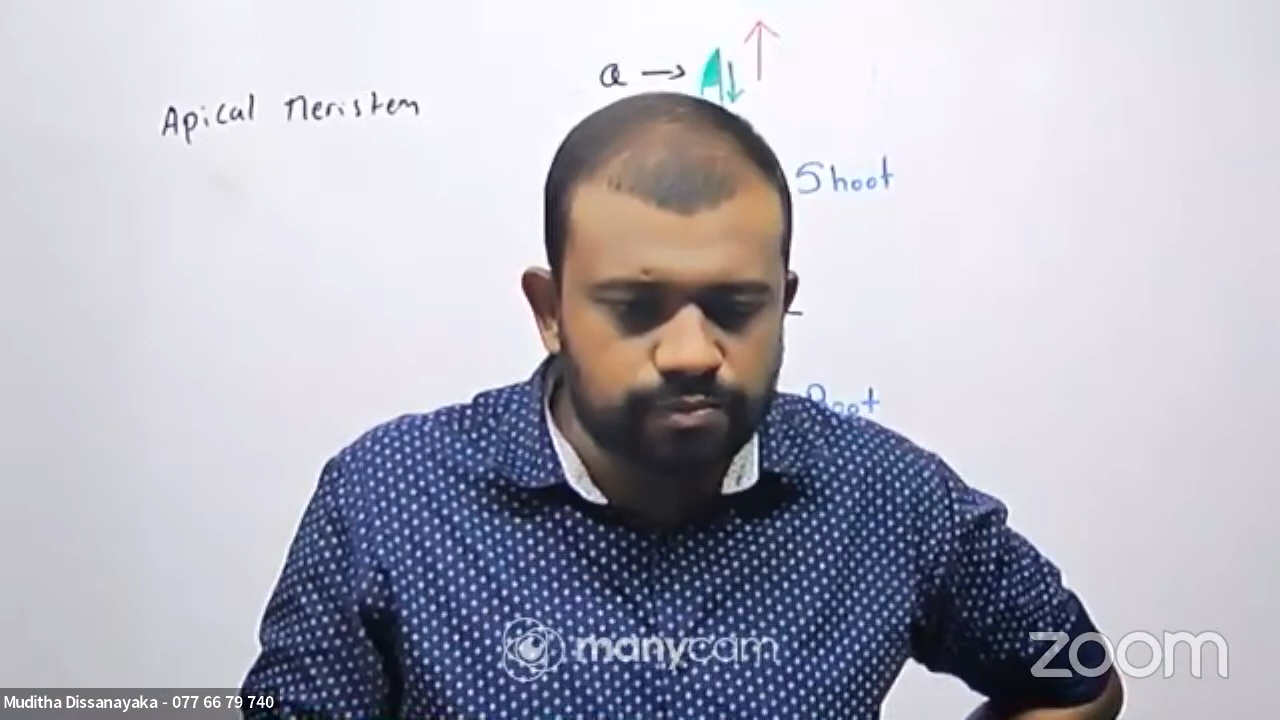 a →
Apical Meristem
Shoot
Root
manycam
zoom
Muditha Dissanayaka - 077 66 79 740